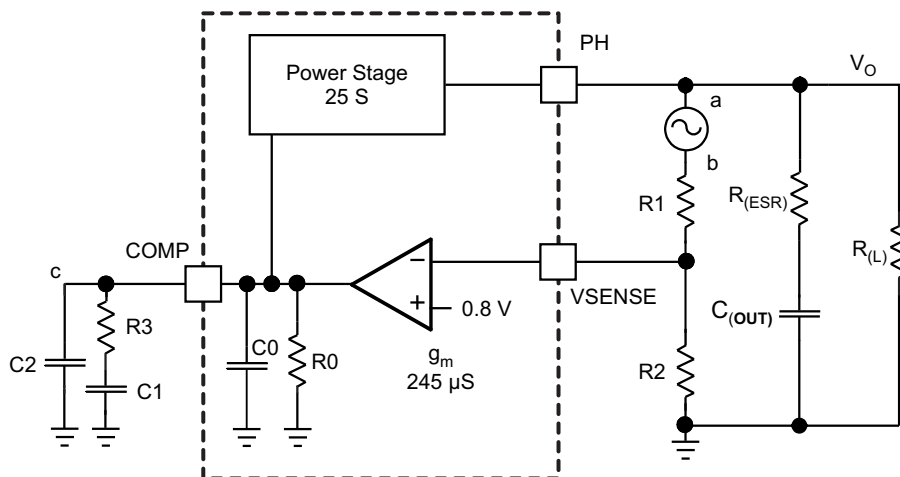 PH
Power Stage
25 S
V_O
a
b
R1
R_(ESR)
R_(L)
COMP
c
VSENSE
−
+
0.8 V
R3
C_(OUT)
C2
C1
C0
R0
g_m
245 µS
R2